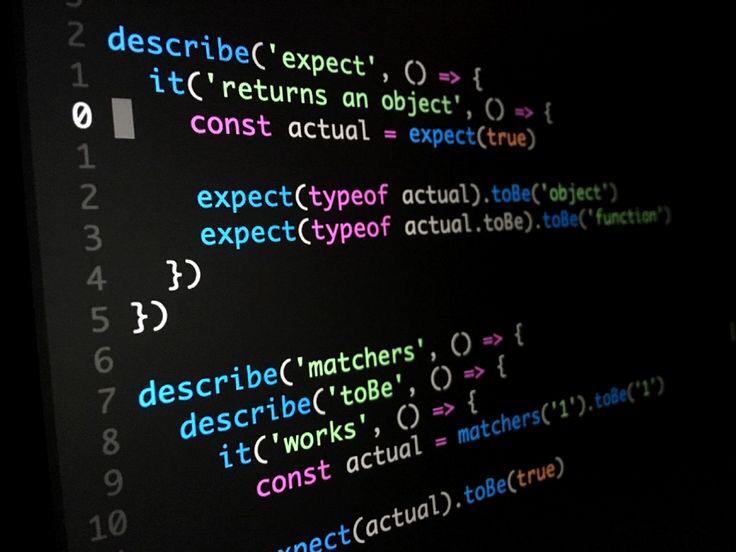 2 describe('expect', () => {
1 it('returns an object', () => {
0 const actual = expect(true)
1
2 expect(typeof actual).toBe('object')
3 expect(typeof actual.toBe).toBe('function')
4 })
5 })
6
7 describe('matchers', () => {
8 describe('toBe', () => {
9 it('works', () => {
10 const actual = matchers('1').toBe('1')
(actual).toBe(true)